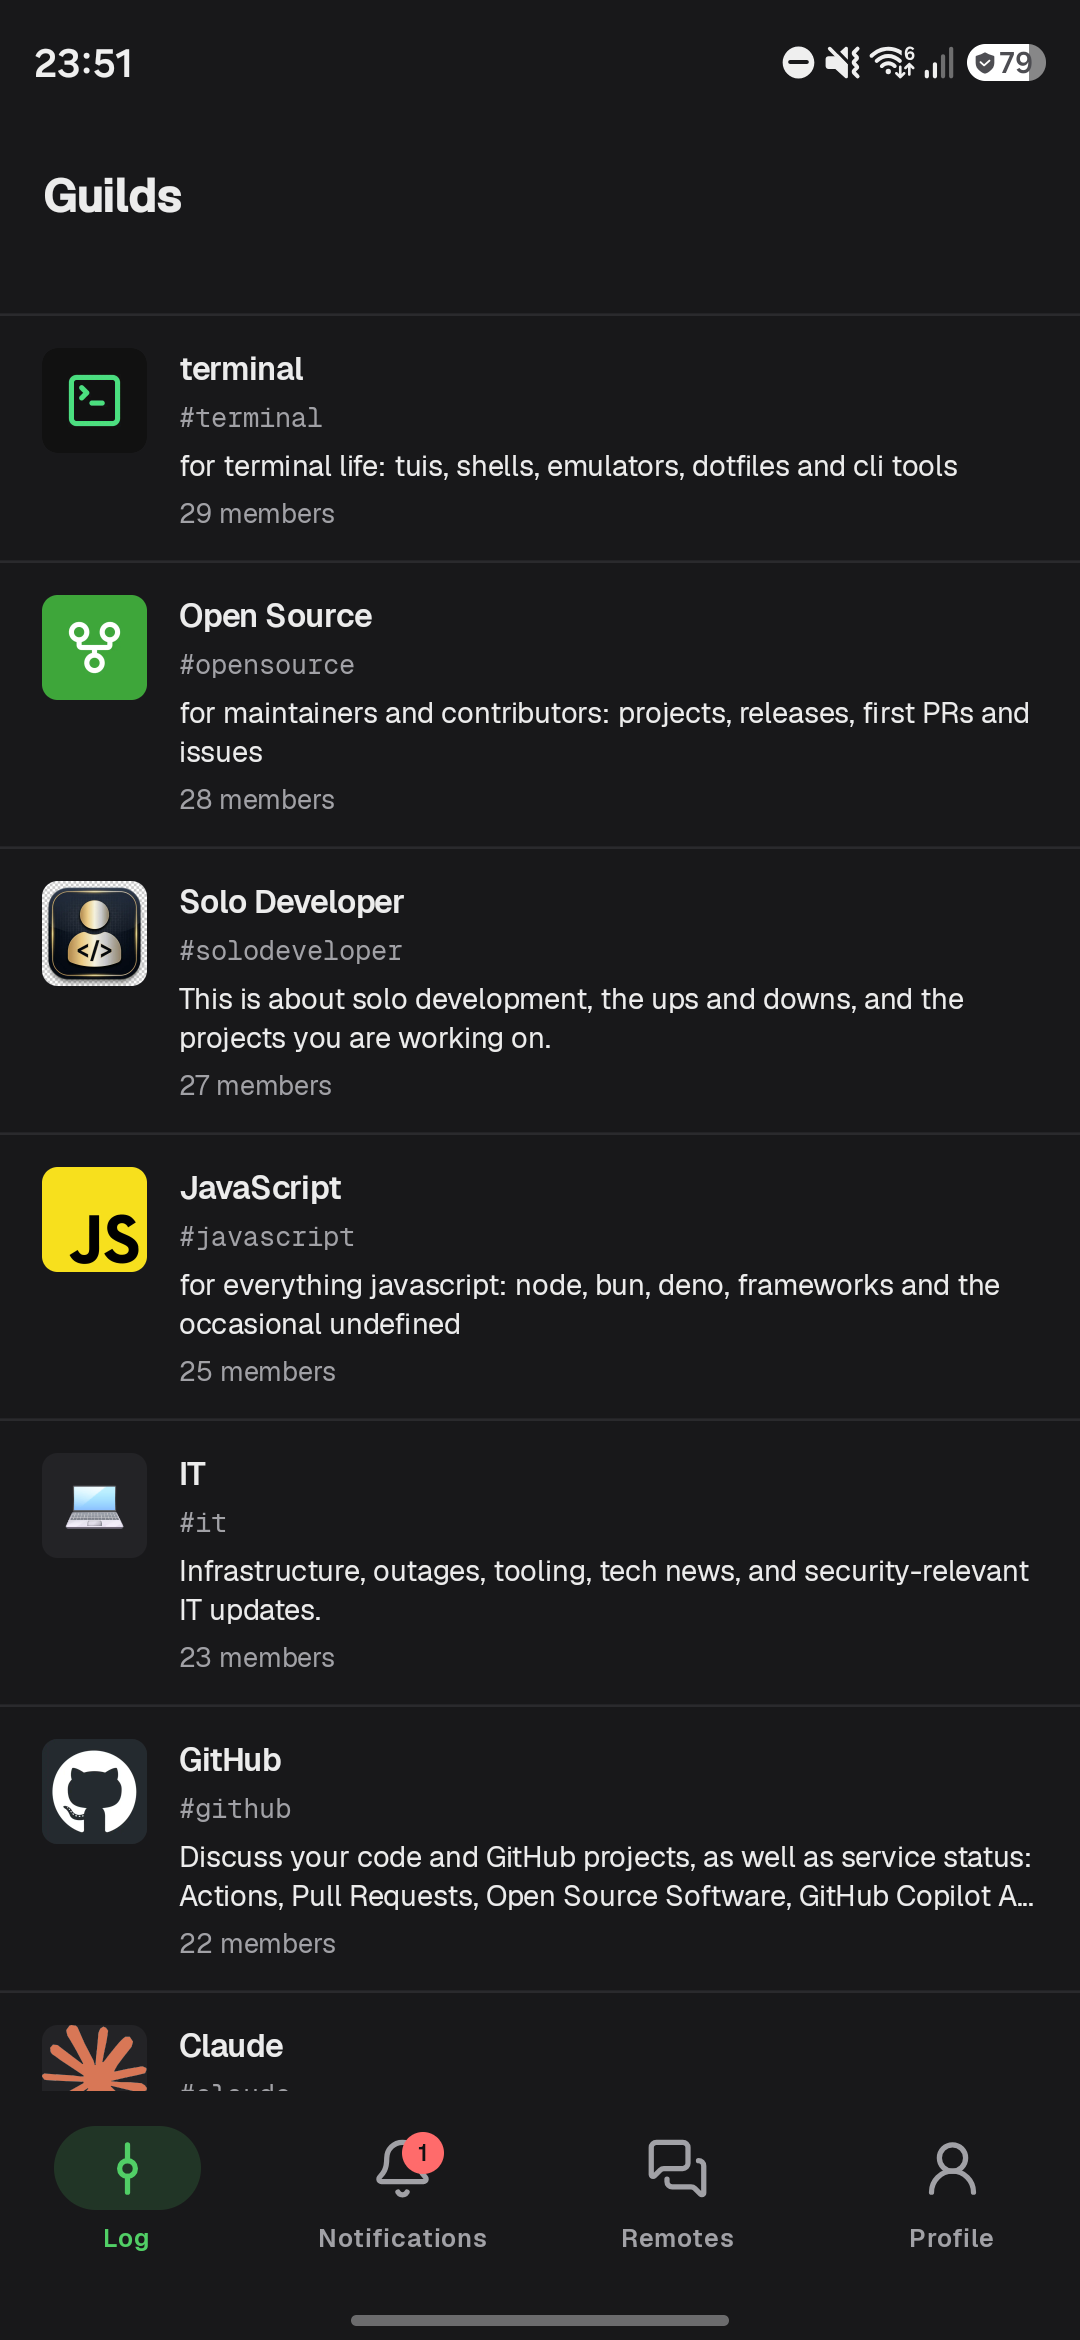 23:51
6
79
Guilds
terminal
#terminal
for terminal life: tuis, shells, emulators, dotfiles and cli tools
29 members
Open Source
#opensource
for maintainers and contributors: projects, releases, first PRs and
issues
28 members
</>
Solo Developer
#solodeveloper
This is about solo development, the ups and downs, and the
projects you are working on.
27 members
JS
JavaScript
#javascript
for everything javascript: node, bun, deno, frameworks and the
occasional undefined
25 members
IT
#it
Infrastructure, outages, tooling, tech news, and security-relevant
IT updates.
23 members
GitHub
#github
Discuss your code and GitHub projects, as well as service status:
Actions, Pull Requests, Open Source Software, GitHub Copilot A...
22 members
Claude
#claude
1
Log
Notifications
Remotes
Profile